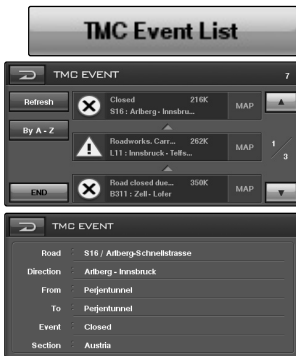 TMC Event List
TMC EVENT 7
Refresh
Closed 216K
S16 : Arlberg - Innsbru...
MAP
By A - Z
Roadworks. Carr... 262K
L11 : Innsbruck - Telfs...
MAP
1 / 3
END
Road closed due... 350K
B311 : Zell - Lofer
MAP
TMC EVENT
Road : S16 / Arlberg-Schnellstrasse
Direction : Arlberg - Innsbruck
From : Perjentunnel
To : Perjentunnel
Event : Closed
Section : Austria